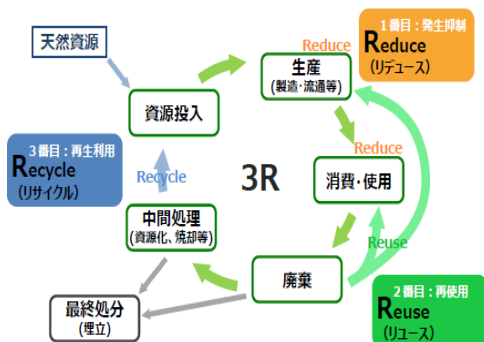 天然資源
Reduce
1番目：発生抑制
Reduce
(リデュース)
生産
(製造・流通等)
資源投入
3番目：再生利用
Recycle
(リサイクル)
Recycle
3R
Reduce
消費・使用
中間処理
(資源化、焼却等)
Reuse
廃棄
2番目：再使用
Reuse
(リユース)
最終処分
(埋立)